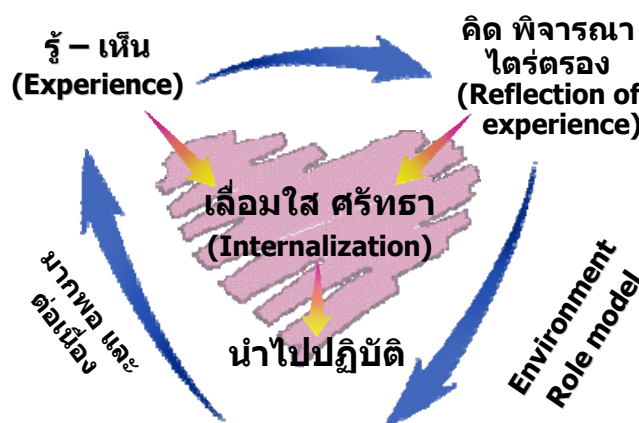 รู้ – เห็น
(Experience)
คิด พิจารณา
ไตร่ตรอง
(Reflection of
experience)
เลื่อมใส ศรัทธา
(Internalization)
นำไปปฏิบัติ
มากพอ และ
ต่อเนื่อง
Environment
Role model